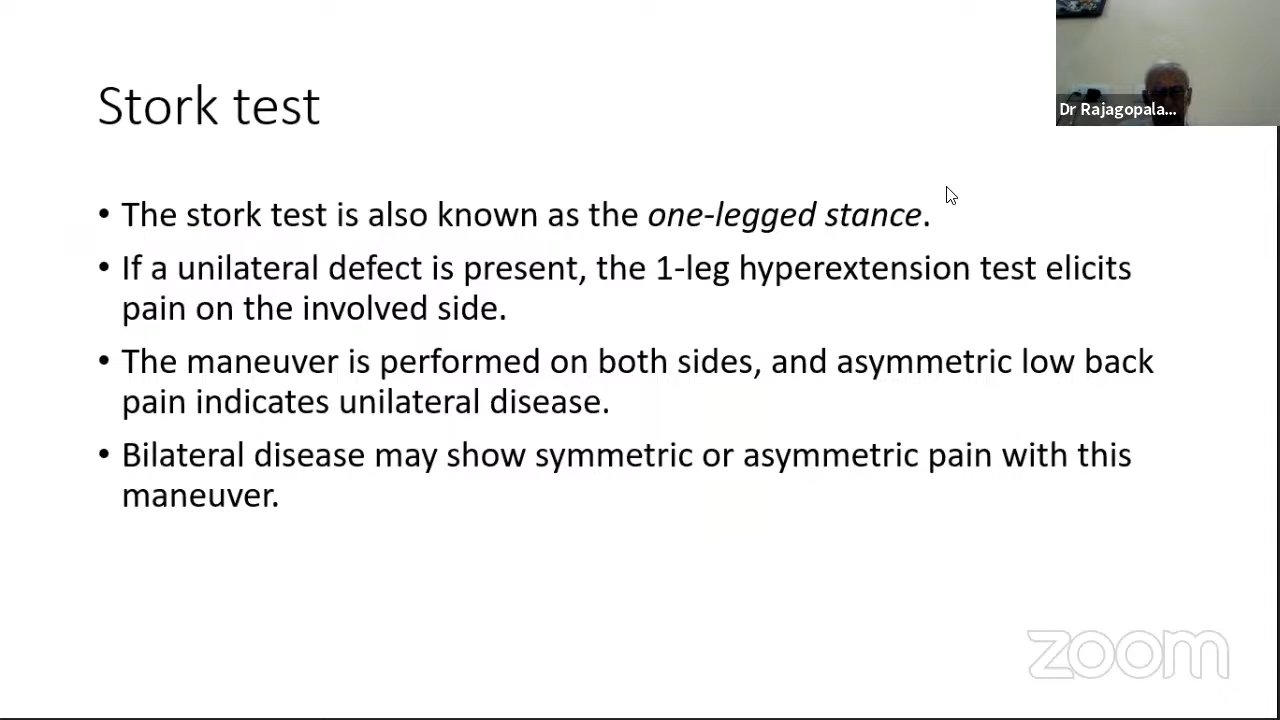 Dr Rajagopala...
Stork test
• The stork test is also known as the one-legged stance.
• If a unilateral defect is present, the 1-leg hyperextension test elicits
pain on the involved side.
• The maneuver is performed on both sides, and asymmetric low back
pain indicates unilateral disease.
• Bilateral disease may show symmetric or asymmetric pain with this
maneuver.
zoom